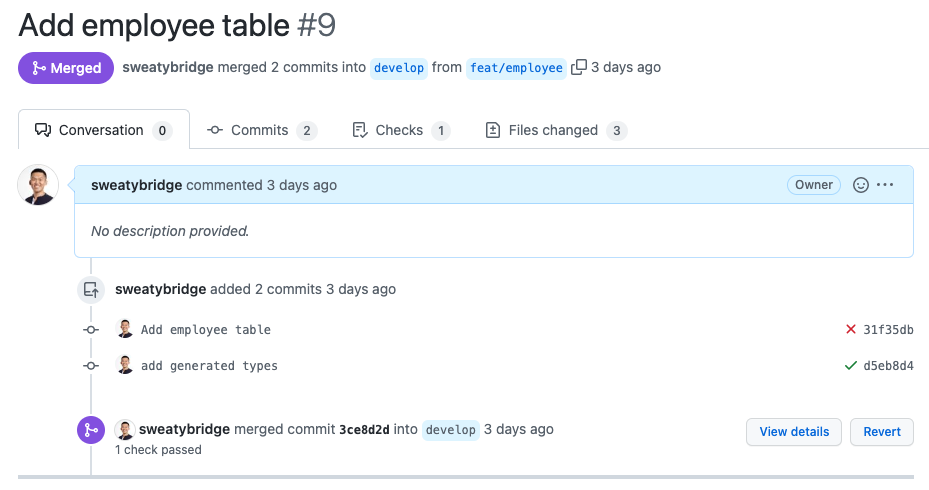 Add employee table #9
Merged sweatybridge merged 2 commits into develop from feat/employee 3 days ago
Conversation 0 Commits 2 Checks 1 Files changed 3
sweatybridge commented 3 days ago Owner
No description provided.
sweatybridge added 2 commits 3 days ago
Add employee table 31f35db
add generated types d5eb8d4
sweatybridge merged commit 3ce8d2d into develop 3 days ago View details Revert
1 check passed